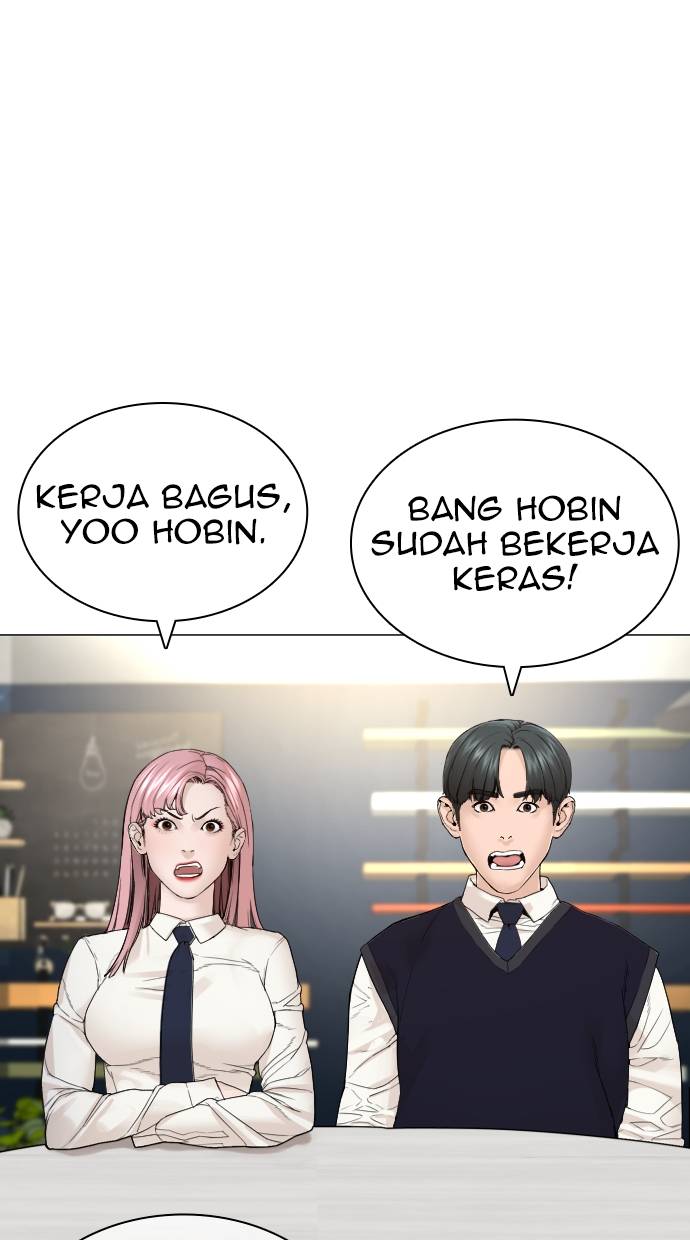 KERJA BAGUS,
YOO HOBIN.
BANG HOBIN
SUDAH BEKERJA
KERAS!